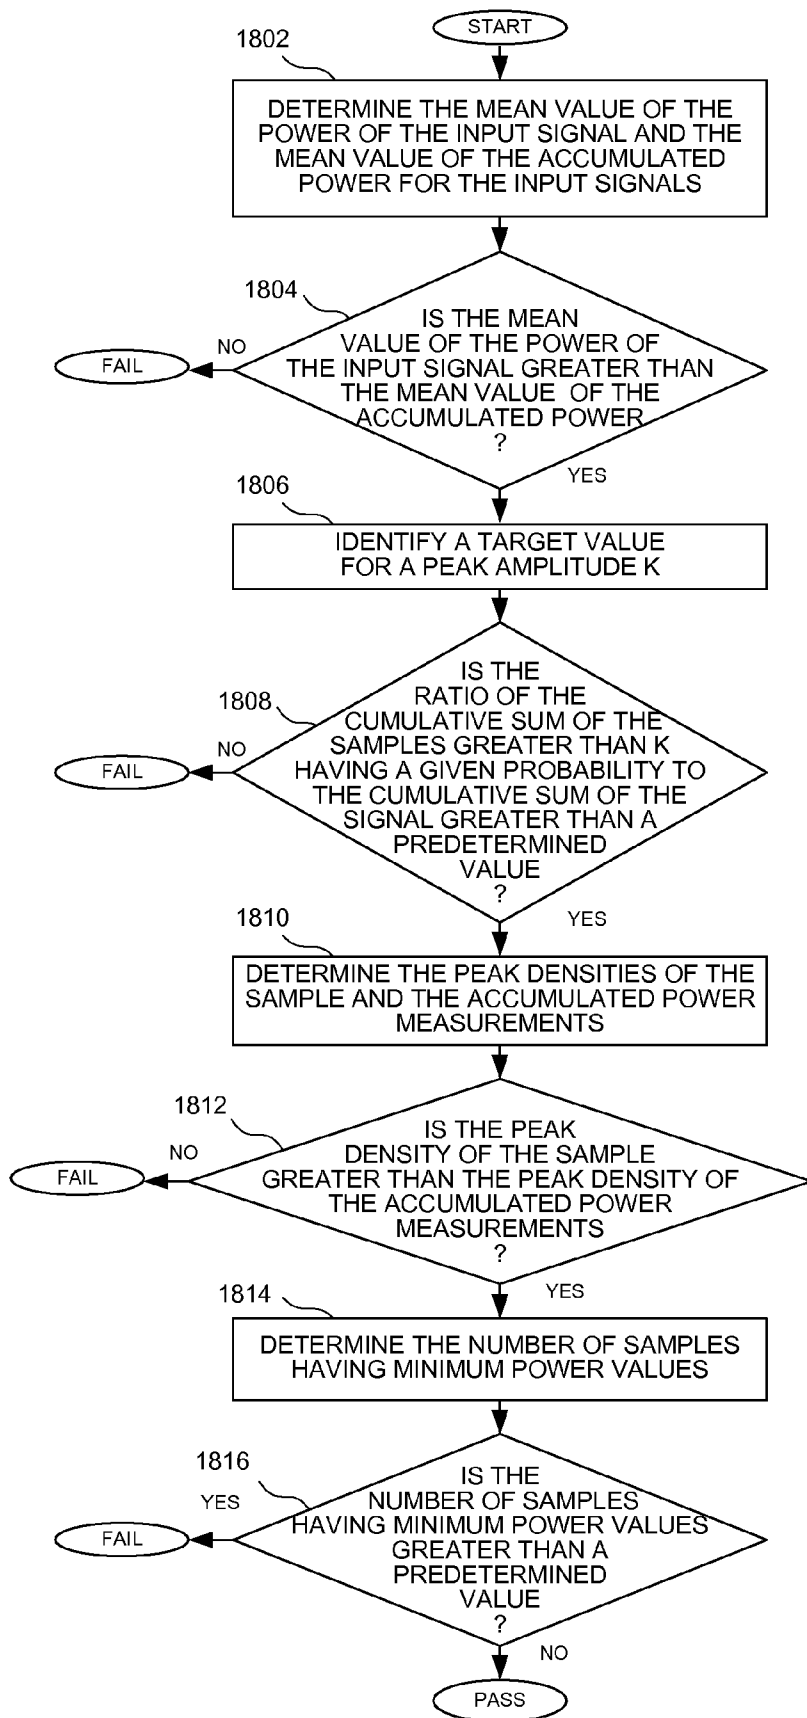 START
1802
DETERMINE THE MEAN VALUE OF THE
POWER OF THE INPUT SIGNAL AND THE
MEAN VALUE OF THE ACCUMULATED
POWER FOR THE INPUT SIGNALS
1804
IS THE MEAN
VALUE OF THE POWER OF
THE INPUT SIGNAL GREATER THAN
THE MEAN VALUE OF THE
ACCUMULATED POWER
?
NO
FAIL
YES
1806
IDENTIFY A TARGET VALUE
FOR A PEAK AMPLITUDE K
1808
IS THE
RATIO OF THE
CUMULATIVE SUM OF THE
SAMPLES GREATER THAN K
HAVING A GIVEN PROBABILITY TO
THE CUMULATIVE SUM OF THE
SIGNAL GREATER THAN A
PREDETERMINED
VALUE
?
NO
FAIL
YES
1810
DETERMINE THE PEAK DENSITIES OF THE
SAMPLE AND THE ACCUMULATED POWER
MEASUREMENTS
1812
IS THE PEAK
DENSITY OF THE SAMPLE
GREATER THAN THE PEAK DENSITY OF
THE ACCUMULATED POWER
MEASUREMENTS
?
NO
FAIL
YES
1814
DETERMINE THE NUMBER OF SAMPLES
HAVING MINIMUM POWER VALUES
1816
IS THE
NUMBER OF SAMPLES
HAVING MINIMUM POWER VALUES
GREATER THAN A
PREDETERMINED
VALUE
?
YES
FAIL
NO
PASS